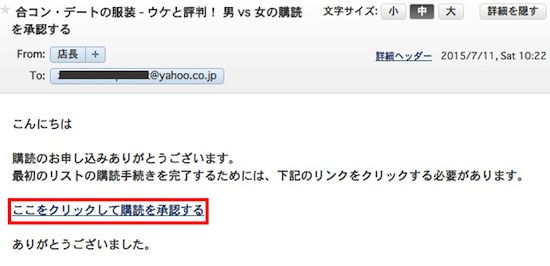 合コン・デートの服装 - ウケと評判！ 男 vs 女の購読
を承認する
文字サイズ: 小 中 大 詳細を隠す
From: 店長 +
詳細ヘッダー 2015/7/11, Sat 10:22
To: @yahoo.co.jp
こんにちは
購読のお申し込みありがとうございます。
最初のリストの購読手続きを完了するためには、下記のリンクをクリックする必要があります。
ここをクリックして購読を承認する
ありがとうございました。